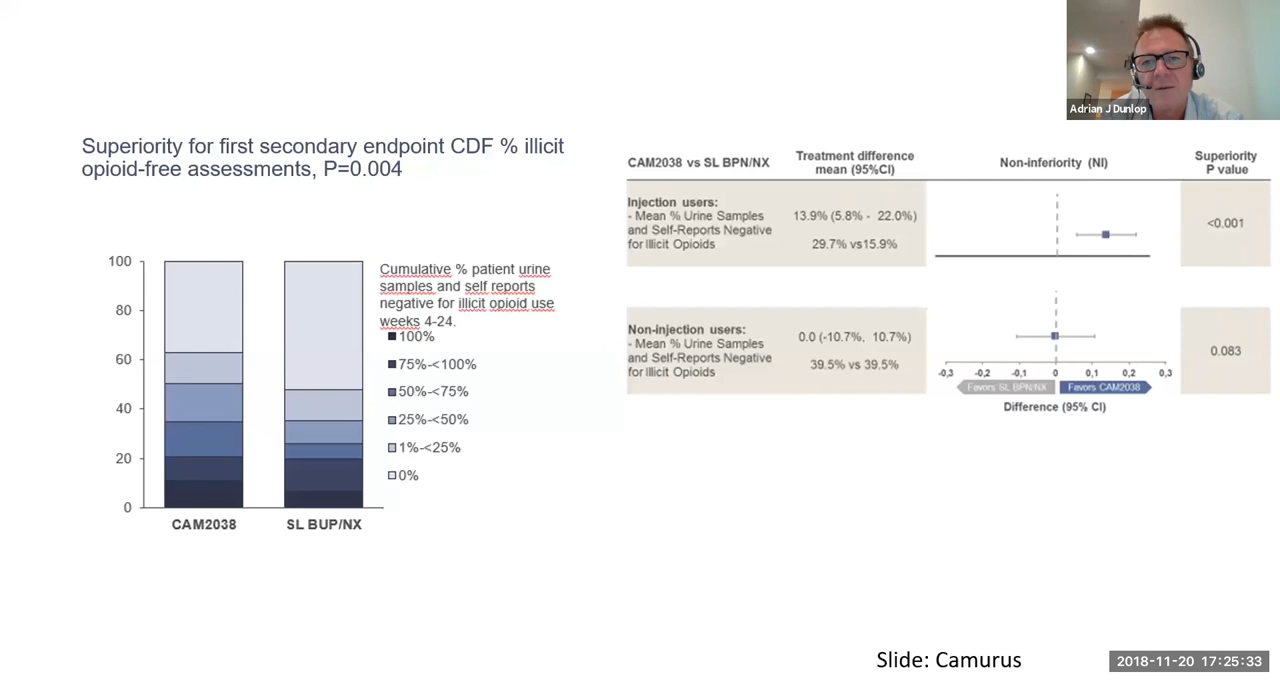 Adrian J Dunlop
Superiority for first secondary endpoint CDF % illicit
opioid-free assessments, P=0.004
100
80
60
40
20
0
CAM2038
SL BUP/NX
Cumulative % patient urine
samples and self reports
negative for illicit opioid use
weeks 4-24.
100%
75%-<100%
50%-<75%
25%-<50%
1%-<25%
0%
CAM2038 vs SL BPN/NX
Treatment difference
mean (95%CI)
Non-inferiority (NI)
Superiority
P value
Injection users:
- Mean % Urine Samples
and Self-Reports Negative
for Illicit Opioids
13.9% (5.8% - 22.0%)
29.7% vs15.9%
<0.001
Non-injection users:
- Mean % Urine Samples
and Self-Reports Negative
for Illicit Opioids
0.0 (-10.7%, 10.7%)
39.5% vs 39.5%
0.083
-0,3 -0,2 -0,1 0 0,1 0,2 0,3
Favors SL BPN/NX
Favors CAM2038
Difference (95% CI)
Slide: Camurus
2018-11-20 17:25:33